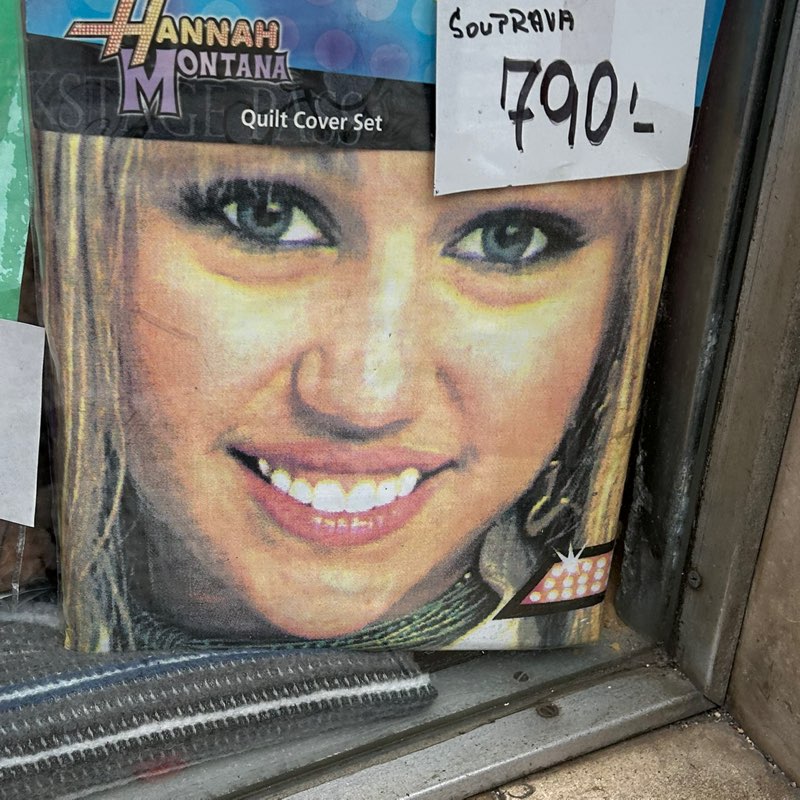 HANNAH
MONTANA
Quilt Cover Set
SOUPRAVA
790,-